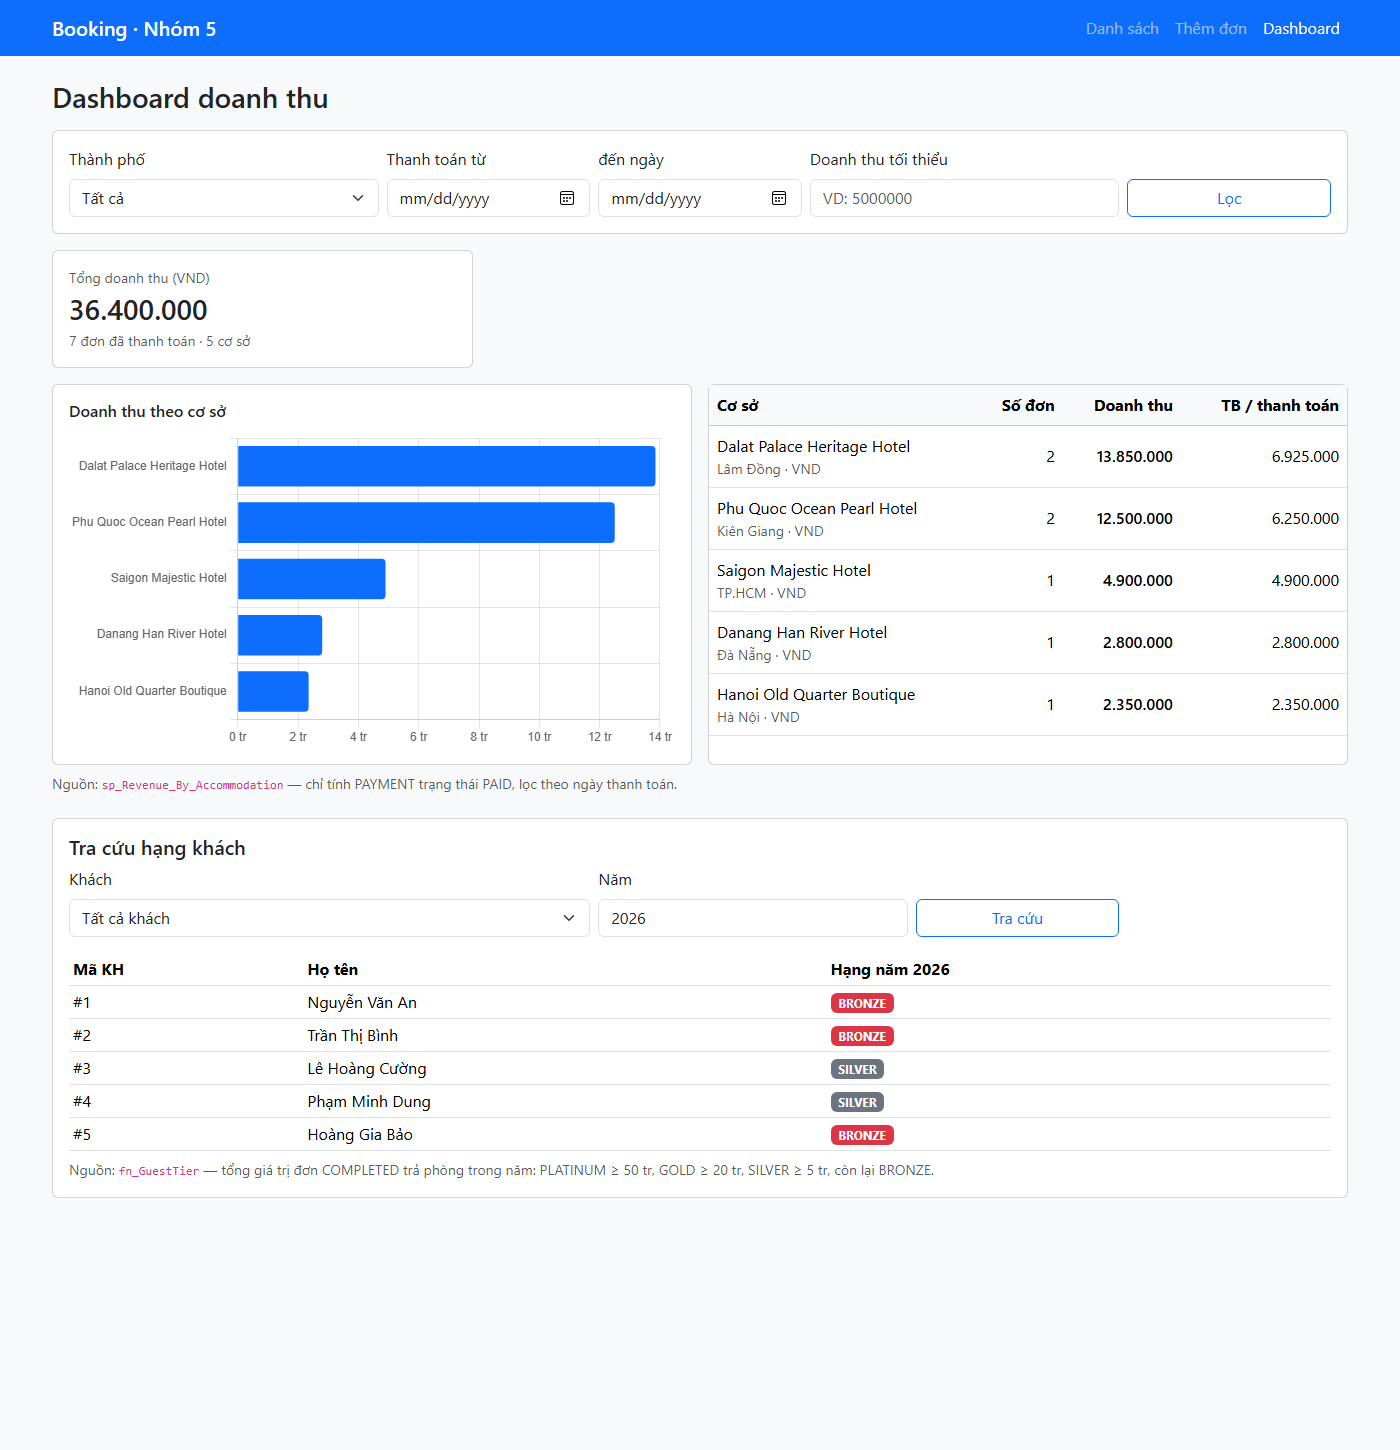 Booking · Nhóm 5
Danh sách Thêm đơn Dashboard
Dashboard doanh thu
Thành phố Thanh toán từ đến ngày Doanh thu tối thiểu
Tất cả mm/dd/yyyy mm/dd/yyyy VD: 5000000 Lọc
Tổng doanh thu (VND)
36.400.000
7 đơn đã thanh toán · 5 cơ sở
Doanh thu theo cơ sở
Dalat Palace Heritage Hotel
Phu Quoc Ocean Pearl Hotel
Saigon Majestic Hotel
Danang Han River Hotel
Hanoi Old Quarter Boutique
0 tr 2 tr 4 tr 6 tr 8 tr 10 tr 12 tr 14 tr
Cơ sở Số đơn Doanh thu TB / thanh toán
Dalat Palace Heritage Hotel 2 13.850.000 6.925.000
Lâm Đồng · VND
Phu Quoc Ocean Pearl Hotel 2 12.500.000 6.250.000
Kiên Giang · VND
Saigon Majestic Hotel 1 4.900.000 4.900.000
TP.HCM · VND
Danang Han River Hotel 1 2.800.000 2.800.000
Đà Nẵng · VND
Hanoi Old Quarter Boutique 1 2.350.000 2.350.000
Hà Nội · VND
Nguồn: sp_Revenue_By_Accommodation — chỉ tính PAYMENT trạng thái PAID, lọc theo ngày thanh toán.
Tra cứu hạng khách
Khách Năm
Tất cả khách 2026 Tra cứu
Mã KH Họ tên Hạng năm 2026
#1 Nguyễn Văn An BRONZE
#2 Trần Thị Bình BRONZE
#3 Lê Hoàng Cường SILVER
#4 Phạm Minh Dung SILVER
#5 Hoàng Gia Bảo BRONZE
Nguồn: fn_GuestTier — tổng giá trị đơn COMPLETED trả phòng trong năm: PLATINUM ≥ 50 tr, GOLD ≥ 20 tr, SILVER ≥ 5 tr, còn lại BRONZE.